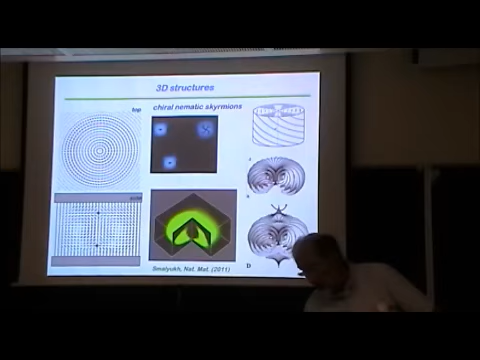 3D structures
top
chiral nematic skyrmions
Smalyukh, Nat. Mat. (2011)
D